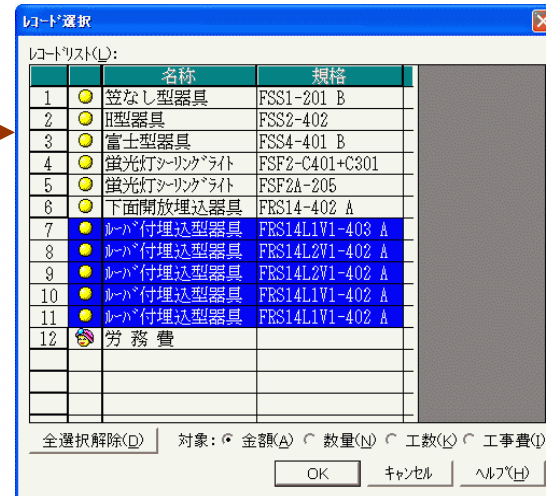 ﾚｺｰﾄﾞ選択
ﾚｺｰﾄﾞﾘｽﾄ(L):
名称 規格
1 笠なし型器具 FSS1-201 B
2 H型器具 FSS2-402
3 富士型器具 FSS4-401 B
4 蛍光灯ｼｰﾘﾝｸﾞﾗｲﾄ FSF2-C401+C301
5 蛍光灯ｼｰﾘﾝｸﾞﾗｲﾄ FSF2A-205
6 下面開放埋込器具 FRS14-402 A
7 ﾙｰﾊﾞ付埋込型器具 FRS14L1V1-403 A
8 ﾙｰﾊﾞ付埋込型器具 FRS14L2V1-402 A
9 ﾙｰﾊﾞ付埋込型器具 FRS14L2V1-402 A
10 ﾙｰﾊﾞ付埋込型器具 FRS14L1V1-402 A
11 ﾙｰﾊﾞ付埋込型器具 FRS14L1V1-402 A
12 労 務 費
全選択解除(D) 対象: 金額(A) 数量(N) 工数(K) 工事費(I)
OK ｷｬﾝｾﾙ ﾍﾙﾌﾟ(H)